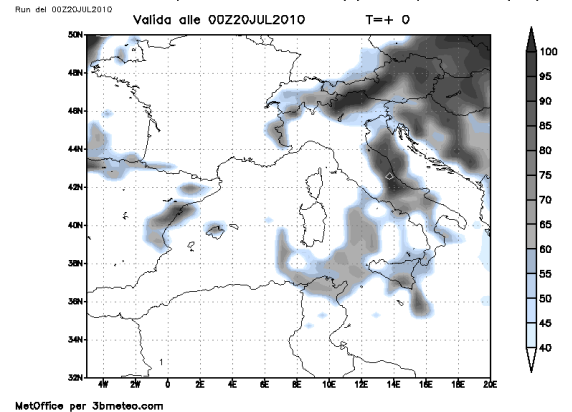 Run del 00Z20JUL2010
Valida alle 00Z20JUL2010 T=+ 0
50N
48N
46N
44N
42N
40N
38N
36N
34N
32N
4W 2W 0 2E 4E 6E 8E 10E 12E 14E 16E 18E 20E
100
95
90
85
80
75
70
65
60
55
50
45
40
1
MetOffice per 3bmeteo.com